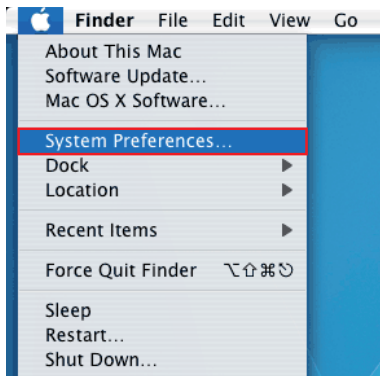 Finder File Edit View Go
About This Mac
Software Update...
Mac OS X Software...
System Preferences...
Dock
Location
Recent Items
Force Quit Finder ⌥⇧⌘⎋
Sleep
Restart...
Shut Down...